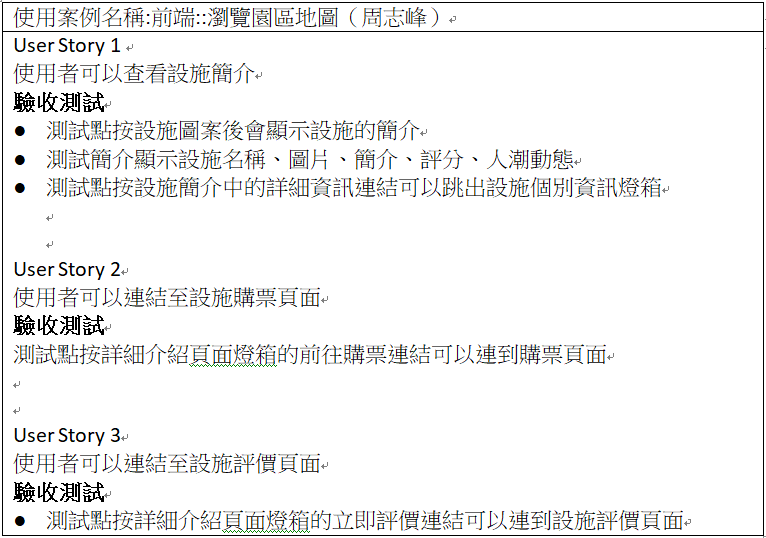 使用案例名稱:前端::瀏覽園區地圖（周志峰）
User Story 1
使用者可以查看設施簡介
驗收測試
● 測試點按設施圖案後會顯示設施的簡介
● 測試簡介顯示設施名稱、圖片、簡介、評分、人潮動態
● 測試點按設施簡介中的詳細資訊連結可以跳出設施個別資訊燈箱
User Story 2
使用者可以連結至設施購票頁面
驗收測試
測試點按詳細介紹頁面燈箱的前往購票連結可以連到購票頁面
User Story 3
使用者可以連結至設施評價頁面
驗收測試
● 測試點按詳細介紹頁面燈箱的立即評價連結可以連到設施評價頁面